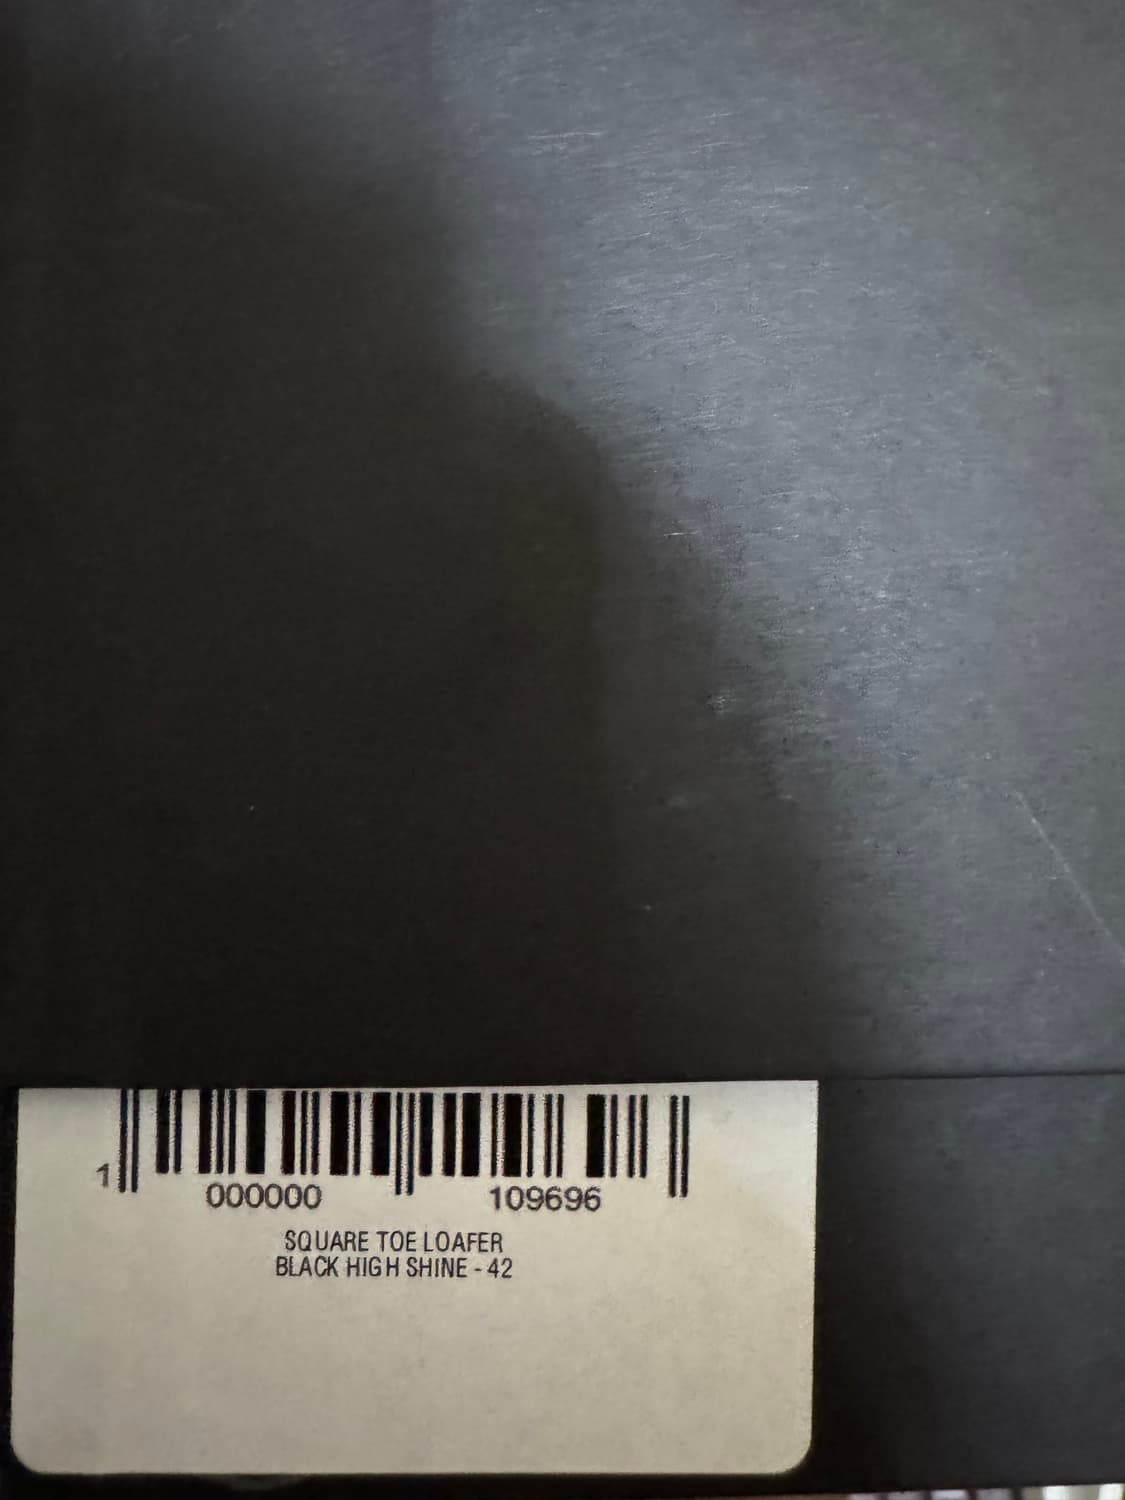 1 000000 109696
SQUARE TOE LOAFER
BLACK HIGH SHINE - 42